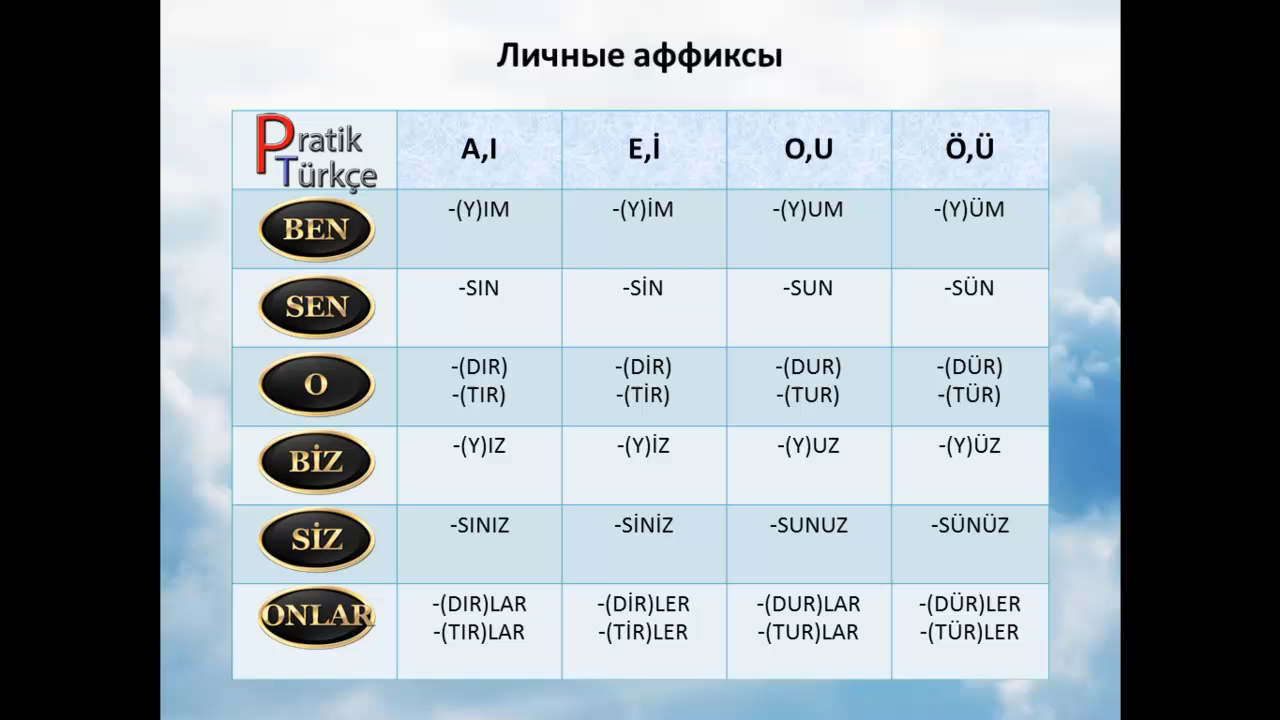 Личные аффиксы
Pratik
Türkçe
A,I
E,İ
O,U
Ö,Ü
BEN
-(Y)IM
-(Y)İM
-(Y)UM
-(Y)ÜM
SEN
-SIN
-SİN
-SUN
-SÜN
O
-(DIR)
-(TIR)
-(DİR)
-(TİR)
-(DUR)
-(TUR)
-(DÜR)
-(TÜR)
BİZ
-(Y)IZ
-(Y)İZ
-(Y)UZ
-(Y)ÜZ
SİZ
-SINIZ
-SİNİZ
-SUNUZ
-SÜNÜZ
ONLAR
-(DIR)LAR
-(TIR)LAR
-(DİR)LER
-(TİR)LER
-(DUR)LAR
-(TUR)LAR
-(DÜR)LER
-(TÜR)LER